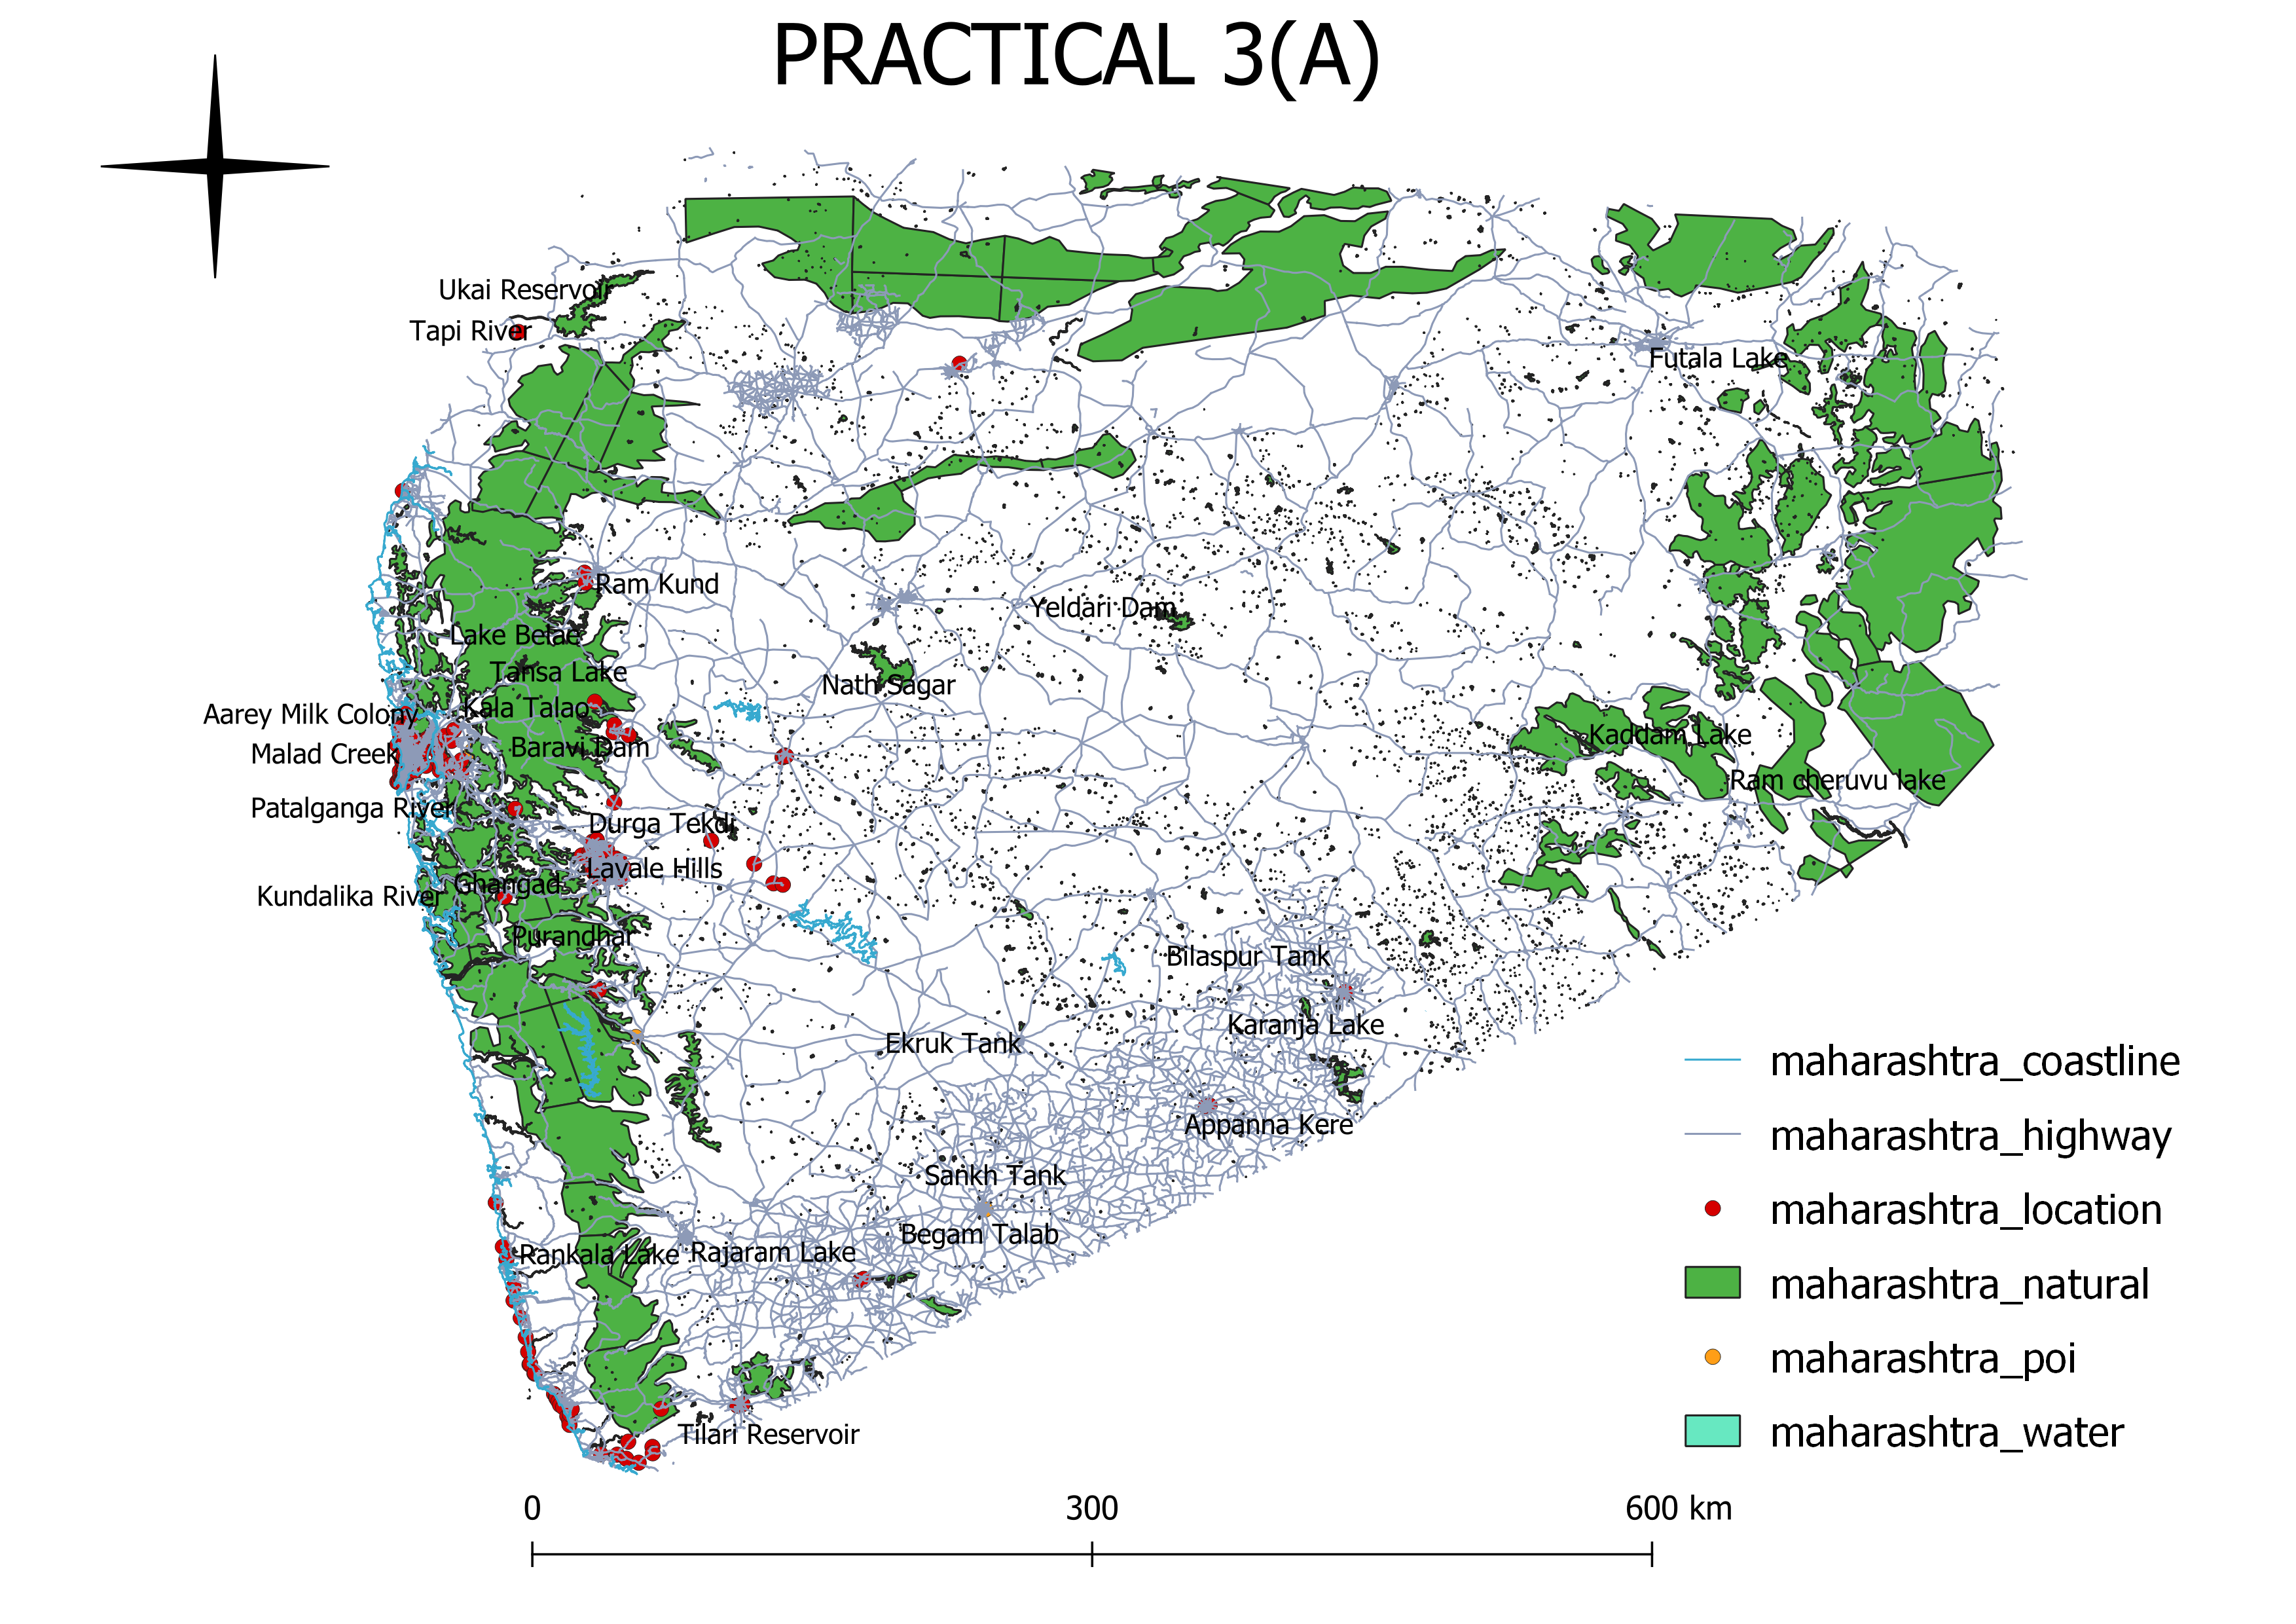 PRACTICAL 3(A)
Ukai Reservoir
Tapi River
Futala Lake
Ram Kund
Yeldari Dam
Lake Belae
Tansa Lake
Nath Sagar
Kala Talao
Aarey Milk Colony
Kaddam Lake
Baravi Dam
Malad Creek
Ram cheruvu lake
Patalganga River
Durga Tekdi
Lavale Hills
Ghangad
Kundalika River
Purandhar
Bilaspur Tank
Karanja Lake
Ekruk Tank
Appanna Kere
Sankh Tank
Begam Talab
Rankala Lake
Rajaram Lake
Tilari Reservoir
maharashtra_coastline
maharashtra_highway
maharashtra_location
maharashtra_natural
maharashtra_poi
maharashtra_water
0 300 600 km